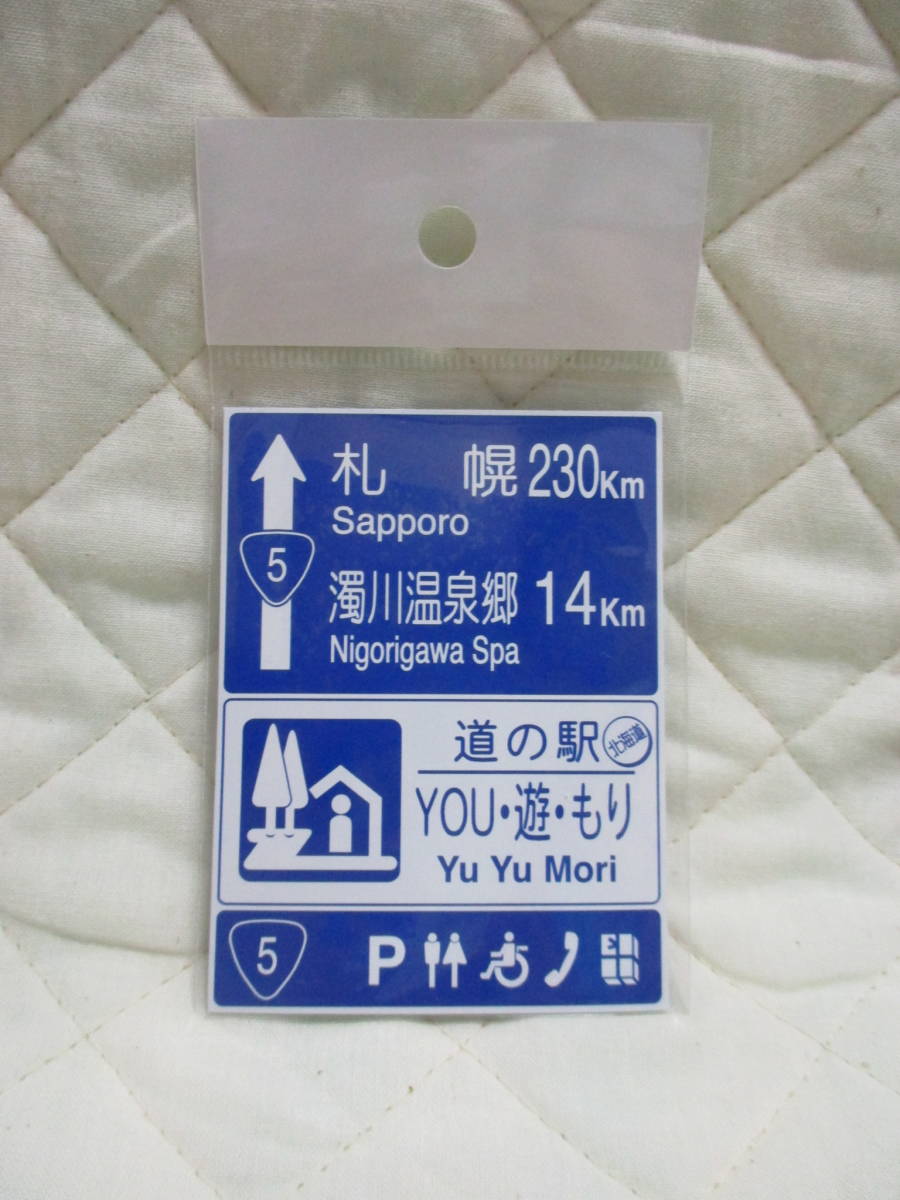 札幌 230Km
Sapporo
5
濁川温泉郷 14Km
Nigorigawa Spa
道の駅 北海道
YOU・遊・もり
Yu Yu Mori
5 P